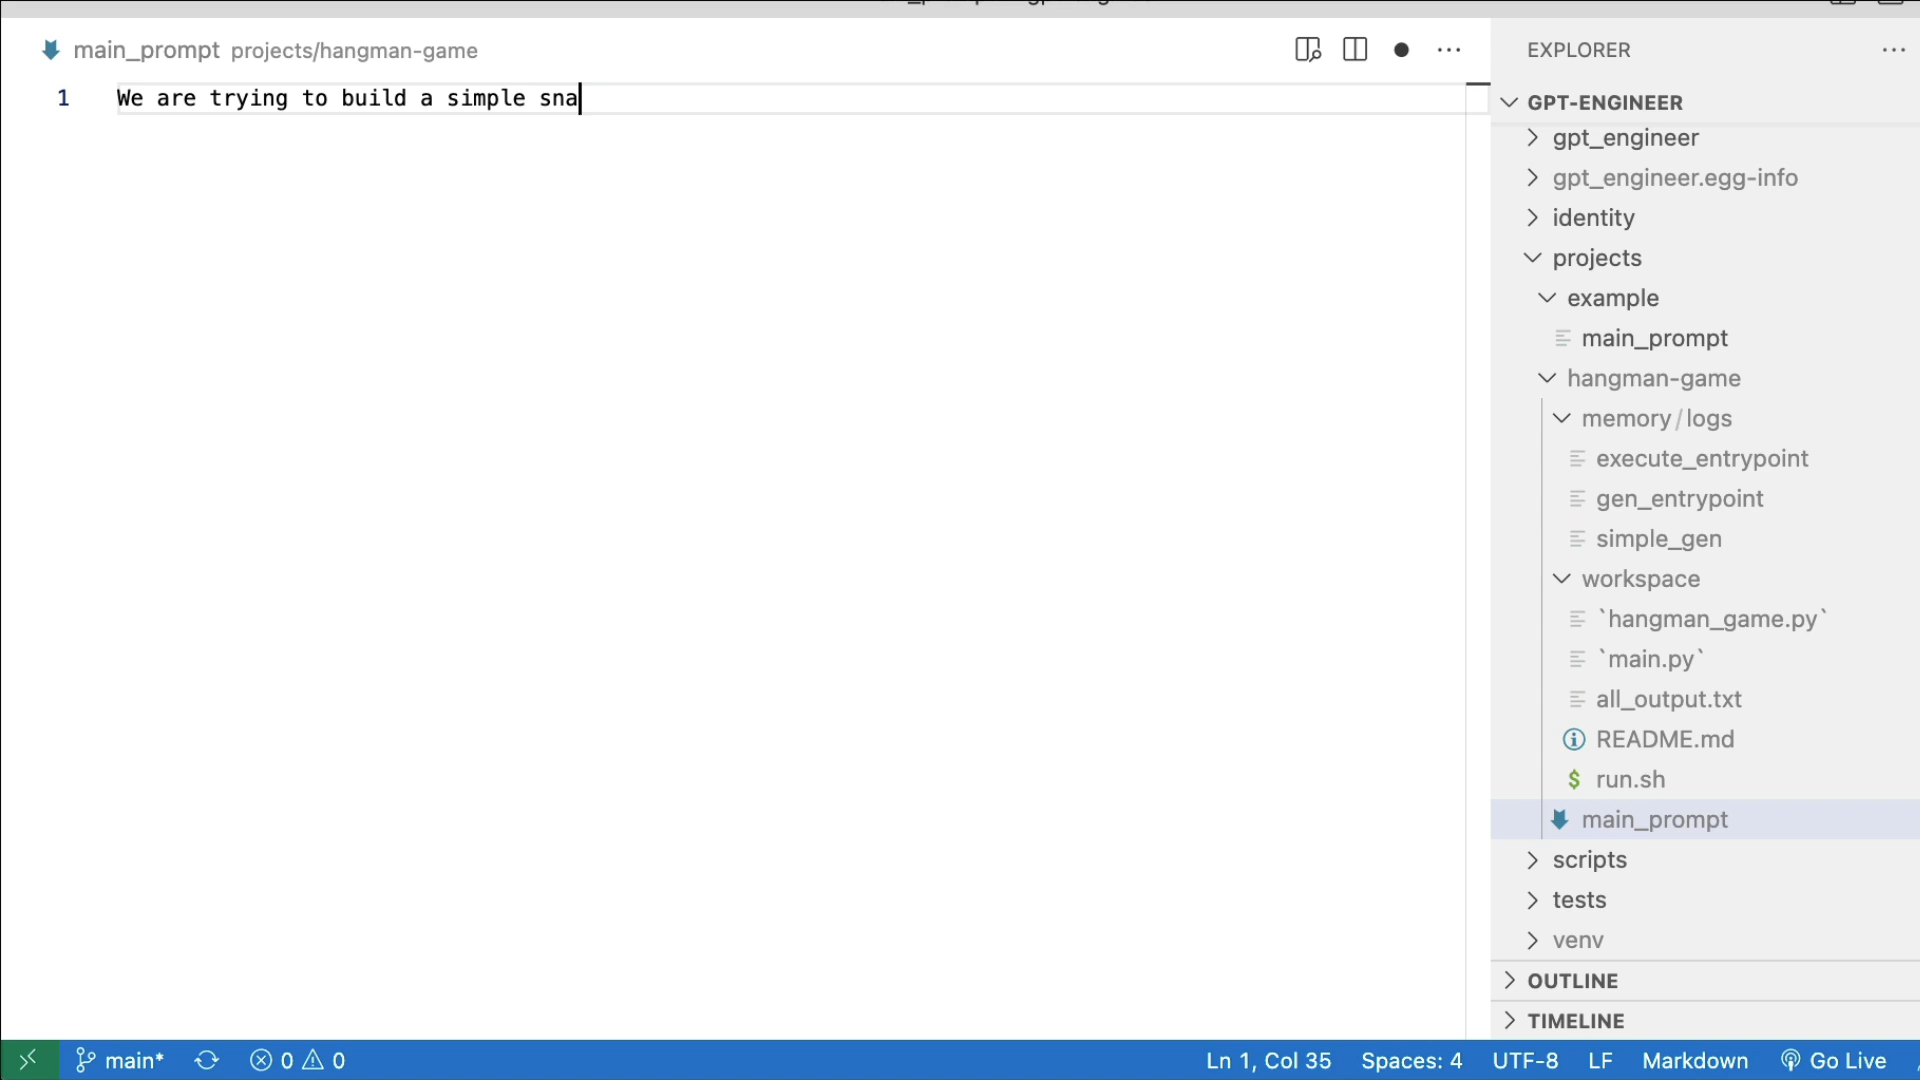 main_prompt projects/hangman-game
1 We are trying to build a simple sna
EXPLORER
GPT-ENGINEER
gpt_engineer
gpt_engineer.egg-info
identity
projects
example
main_prompt
hangman-game
memory/logs
execute_entrypoint
gen_entrypoint
simple_gen
workspace
`hangman_game.py`
`main.py`
all_output.txt
README.md
$ run.sh
main_prompt
scripts
tests
venv
OUTLINE
TIMELINE
main* 0 0 Ln 1, Col 35 Spaces: 4 UTF-8 LF Markdown Go Live